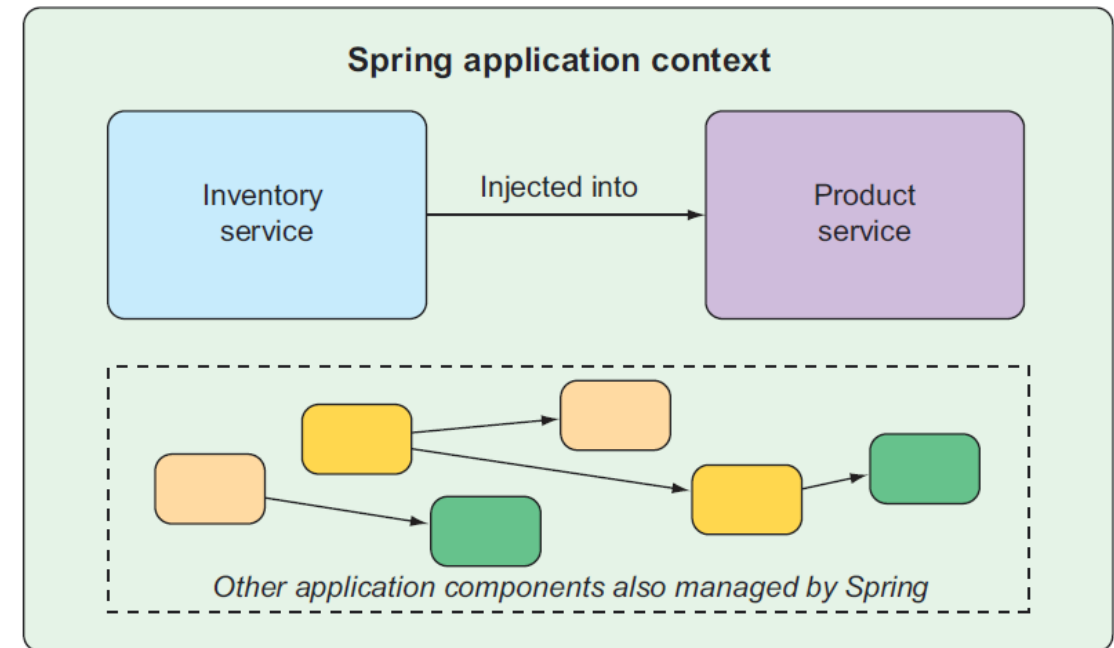 Spring application context
Inventory
service
Injected into
Product
service
Other application components also managed by Spring